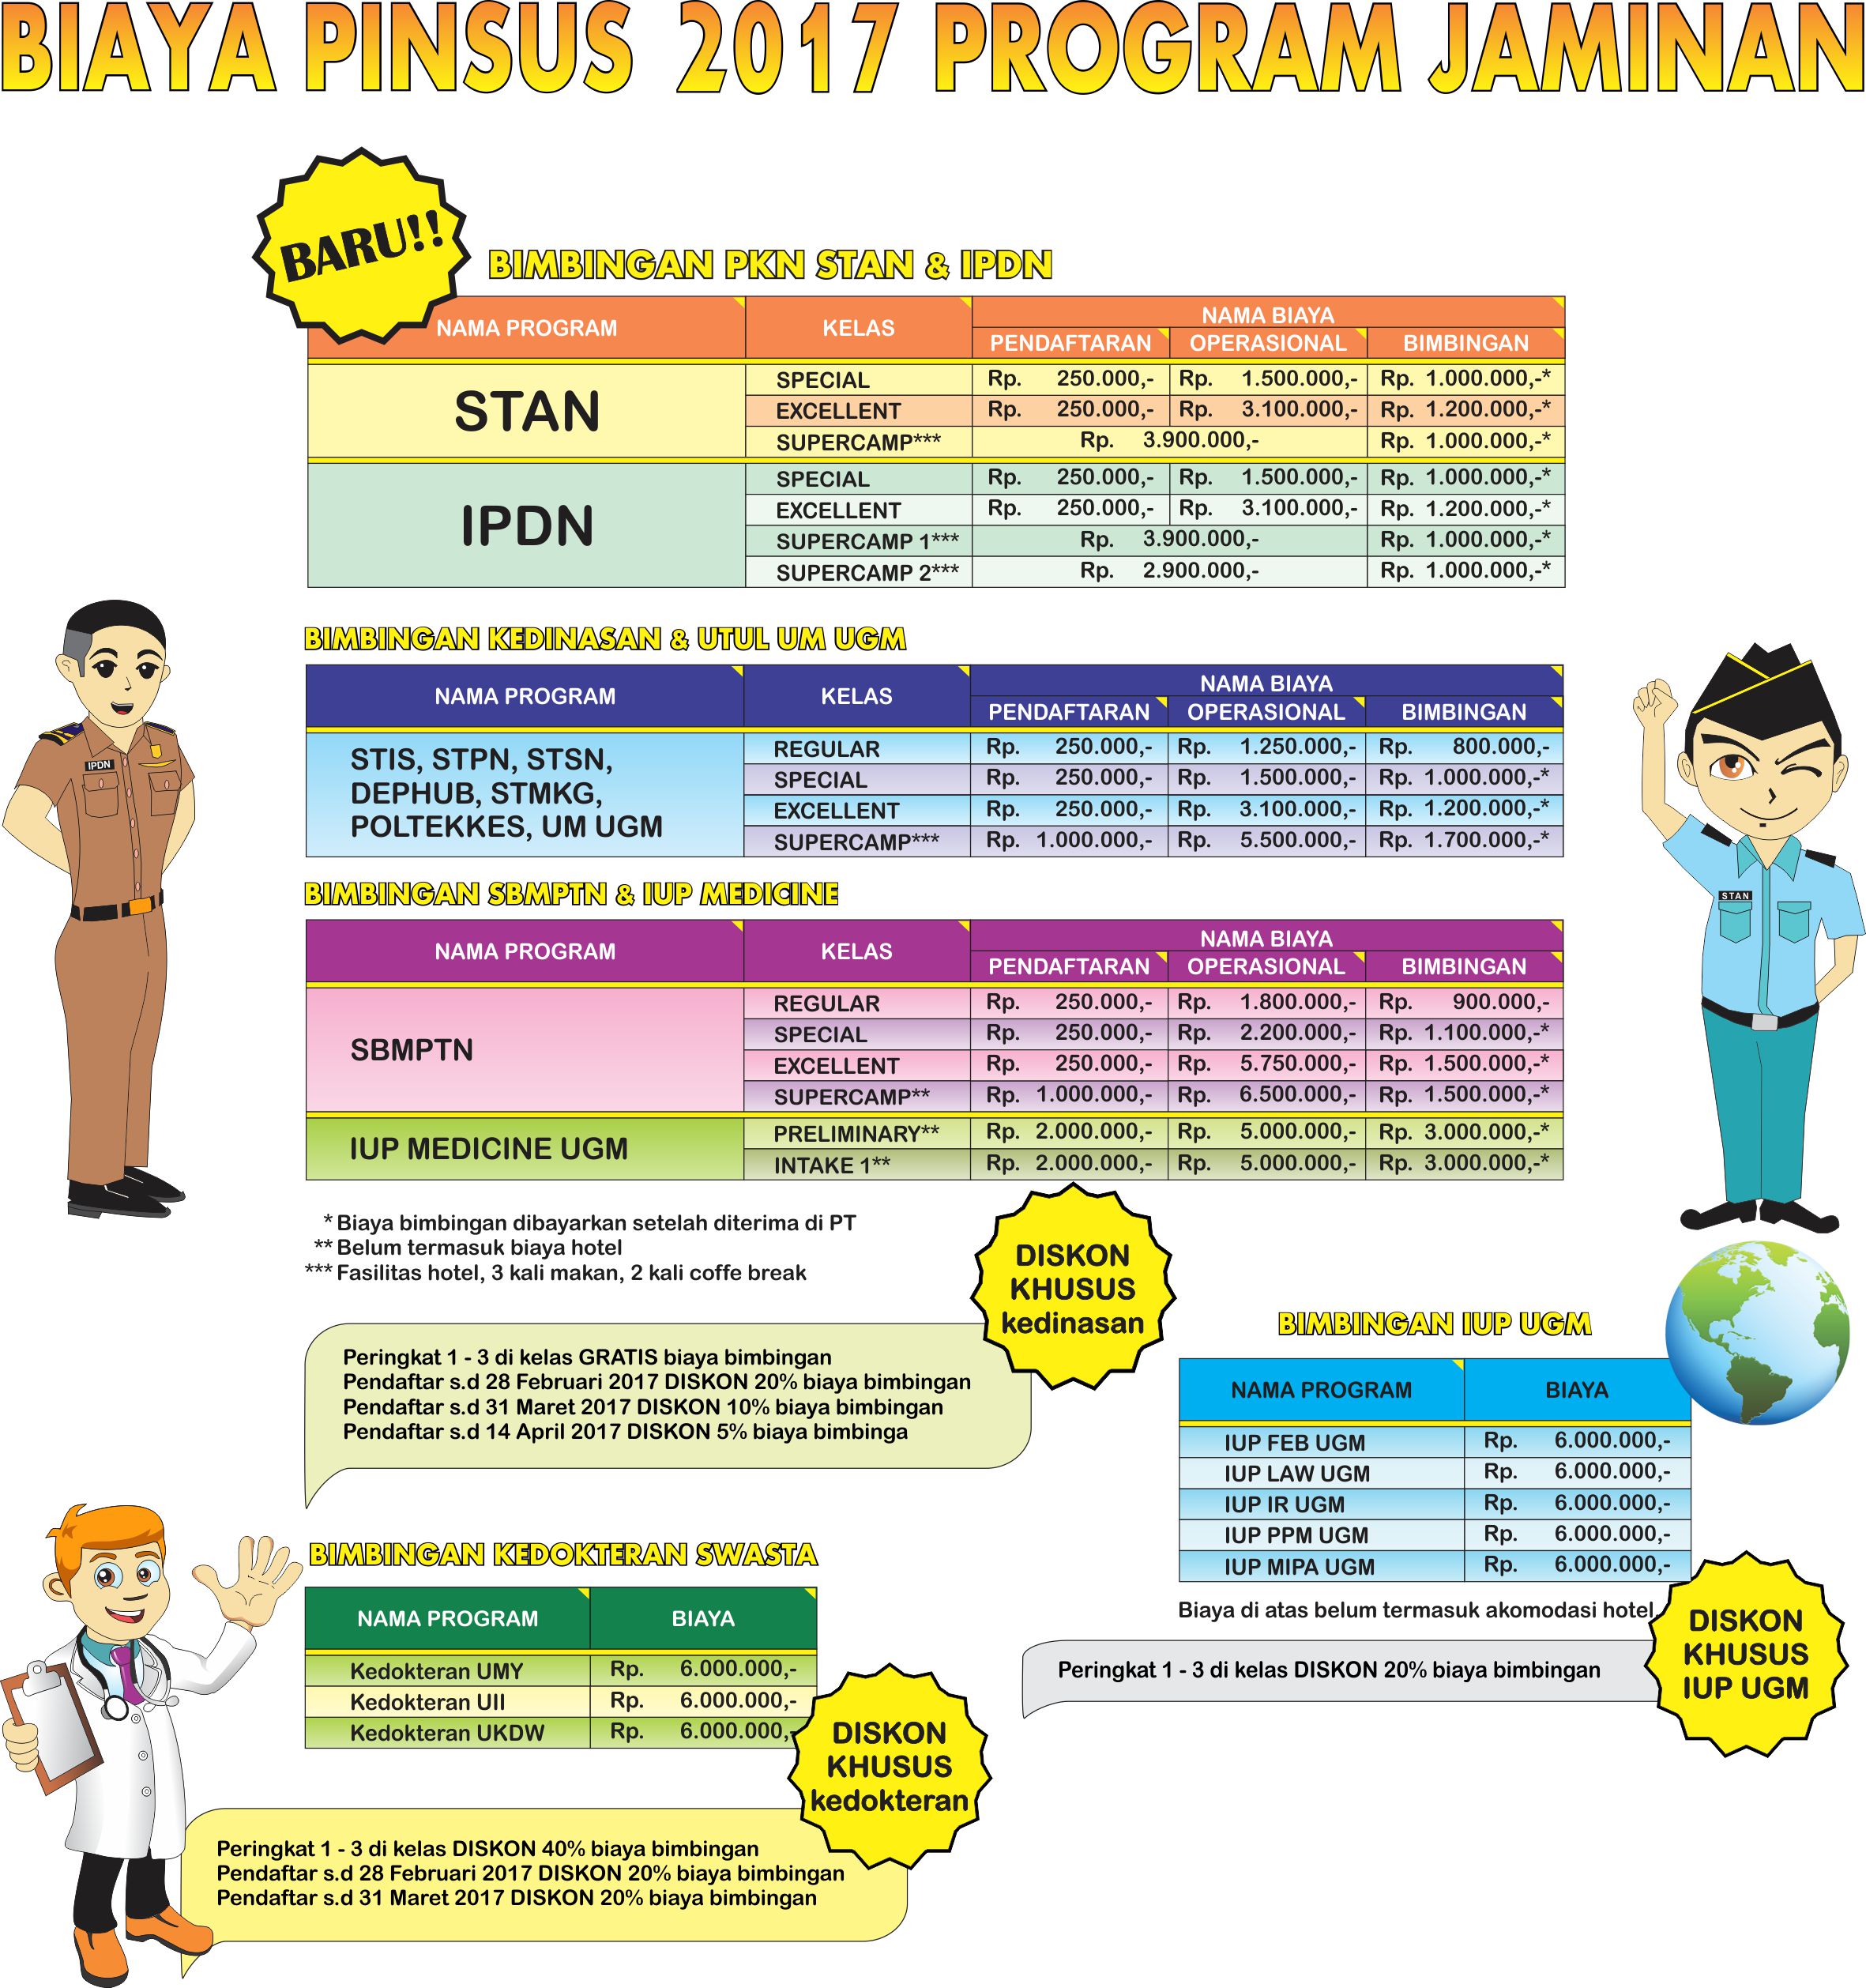 BIAYA PINSUS 2017 PROGRAM JAMINAN
BARU!!
BIMBINGAN PKN STAN & IPDN
NAMA PROGRAM KELAS NAMA BIAYA
PENDAFTARAN OPERASIONAL BIMBINGAN
STAN
SPECIAL Rp. 250.000,- Rp. 1.500.000,- Rp. 1.000.000,-*
EXCELLENT Rp. 250.000,- Rp. 3.100.000,- Rp. 1.200.000,-*
SUPERCAMP*** Rp. 3.900.000,- Rp. 1.000.000,-*
IPDN
SPECIAL Rp. 250.000,- Rp. 1.500.000,- Rp. 1.000.000,-*
EXCELLENT Rp. 250.000,- Rp. 3.100.000,- Rp. 1.200.000,-*
SUPERCAMP 1*** Rp. 3.900.000,- Rp. 1.000.000,-*
SUPERCAMP 2*** Rp. 2.900.000,- Rp. 1.000.000,-*
IPDN
STAN
BIMBINGAN KEDINASAN & UTUL UM UGM
NAMA PROGRAM KELAS NAMA BIAYA
PENDAFTARAN OPERASIONAL BIMBINGAN
STIS, STPN, STSN,
DEPHUB, STMKG,
POLTEKKES, UM UGM
REGULAR Rp. 250.000,- Rp. 1.250.000,- Rp. 800.000,-
SPECIAL Rp. 250.000,- Rp. 1.500.000,- Rp. 1.000.000,-*
EXCELLENT Rp. 250.000,- Rp. 3.100.000,- Rp. 1.200.000,-*
SUPERCAMP*** Rp. 1.000.000,- Rp. 5.500.000,- Rp. 1.700.000,-*
BIMBINGAN SBMPTN & IUP MEDICINE
NAMA PROGRAM KELAS NAMA BIAYA
PENDAFTARAN OPERASIONAL BIMBINGAN
SBMPTN
REGULAR Rp. 250.000,- Rp. 1.800.000,- Rp. 900.000,-
SPECIAL Rp. 250.000,- Rp. 2.200.000,- Rp. 1.100.000,-*
EXCELLENT Rp. 250.000,- Rp. 5.750.000,- Rp. 1.500.000,-*
SUPERCAMP** Rp. 1.000.000,- Rp. 6.500.000,- Rp. 1.500.000,-*
IUP MEDICINE UGM
PRELIMINARY** Rp. 2.000.000,- Rp. 5.000.000,- Rp. 3.000.000,-*
INTAKE 1** Rp. 2.000.000,- Rp. 5.000.000,- Rp. 3.000.000,-*
* Biaya bimbingan dibayarkan setelah diterima di PT
** Belum termasuk biaya hotel
*** Fasilitas hotel, 3 kali makan, 2 kali coffe break
DISKON
KHUSUS
kedinasan
Peringkat 1 - 3 di kelas GRATIS biaya bimbingan
Pendaftar s.d 28 Februari 2017 DISKON 20% biaya bimbingan
Pendaftar s.d 31 Maret 2017 DISKON 10% biaya bimbingan
Pendaftar s.d 14 April 2017 DISKON 5% biaya bimbinga
BIMBINGAN IUP UGM
NAMA PROGRAM BIAYA
IUP FEB UGM Rp. 6.000.000,-
IUP LAW UGM Rp. 6.000.000,-
IUP IR UGM Rp. 6.000.000,-
IUP PPM UGM Rp. 6.000.000,-
IUP MIPA UGM Rp. 6.000.000,-
Biaya di atas belum termasuk akomodasi hotel.
DISKON
KHUSUS
IUP UGM
Peringkat 1 - 3 di kelas DISKON 20% biaya bimbingan
BIMBINGAN KEDOKTERAN SWASTA
NAMA PROGRAM BIAYA
Kedokteran UMY Rp. 6.000.000,-
Kedokteran UII Rp. 6.000.000,-
Kedokteran UKDW Rp. 6.000.000,-
DISKON
KHUSUS
kedokteran
Peringkat 1 - 3 di kelas DISKON 40% biaya bimbingan
Pendaftar s.d 28 Februari 2017 DISKON 20% biaya bimbingan
Pendaftar s.d 31 Maret 2017 DISKON 20% biaya bimbingan